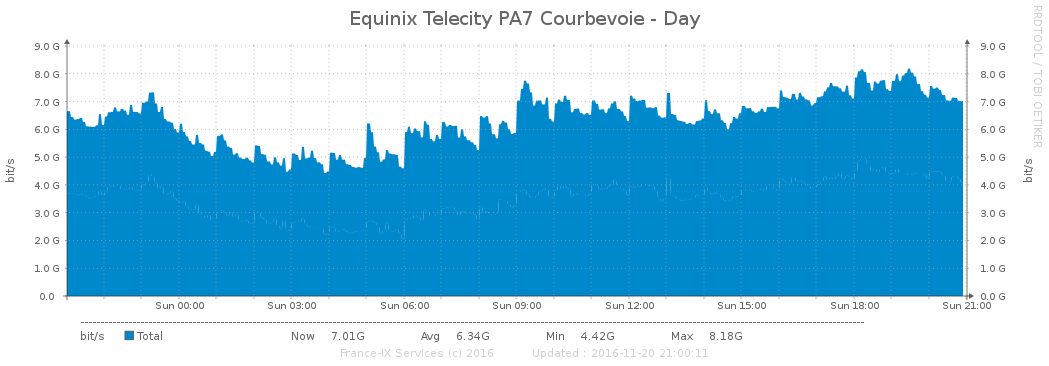 Equinix Telecity PA7 Courbevoie - Day
RRDTOOL / TOBI OETIKER
bit/s
9.0 G 9.0 G
8.0 G 8.0 G
7.0 G 7.0 G
6.0 G 6.0 G
5.0 G 5.0 G
4.0 G 4.0 G
3.0 G 3.0 G
2.0 G 2.0 G
1.0 G 1.0 G
0.0 0.0 G
bit/s
Sun 00:00 Sun 03:00 Sun 06:00 Sun 09:00 Sun 12:00 Sun 15:00 Sun 18:00 Sun 21:00
bit/s Total Now 7.01G Avg 6.34G Min 4.42G Max 8.18G
France-IX Services (c) 2016 Updated : 2016-11-20 21:00:11